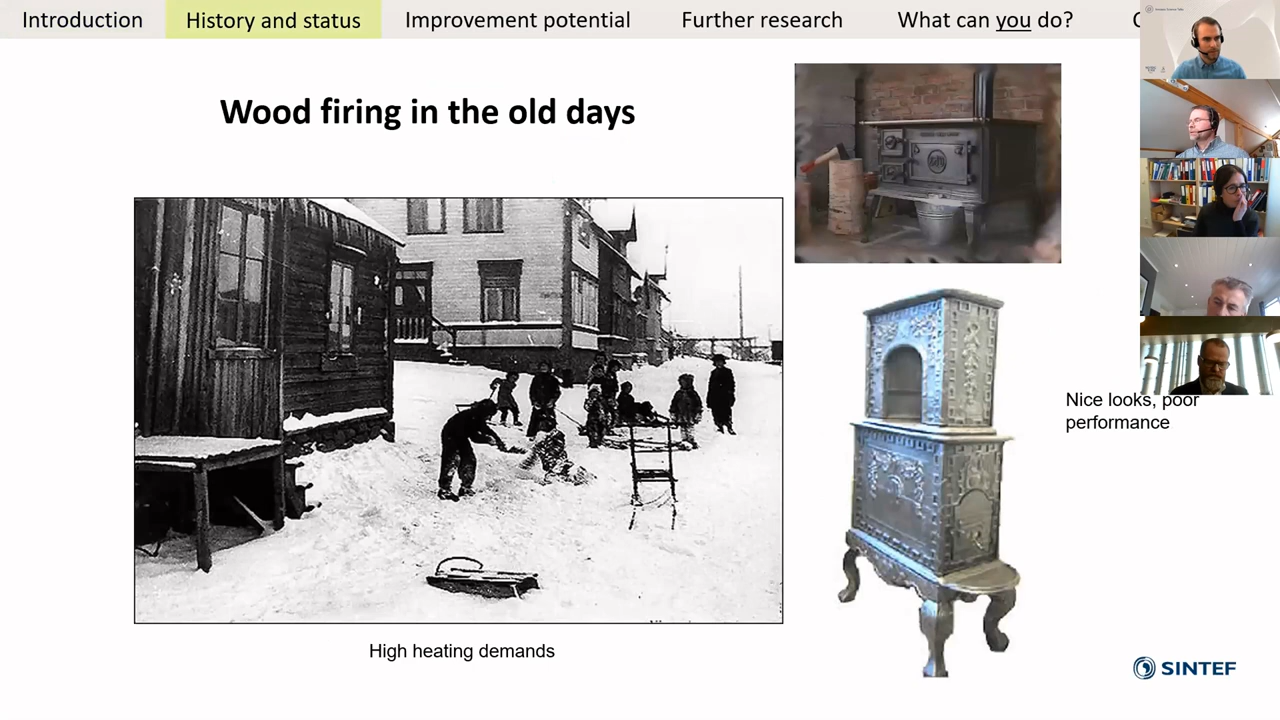 Introduction
History and status
Improvement potential
Further research
What can you do?
Wood firing in the old days
Nice looks, poor
performance
High heating demands
SINTEF